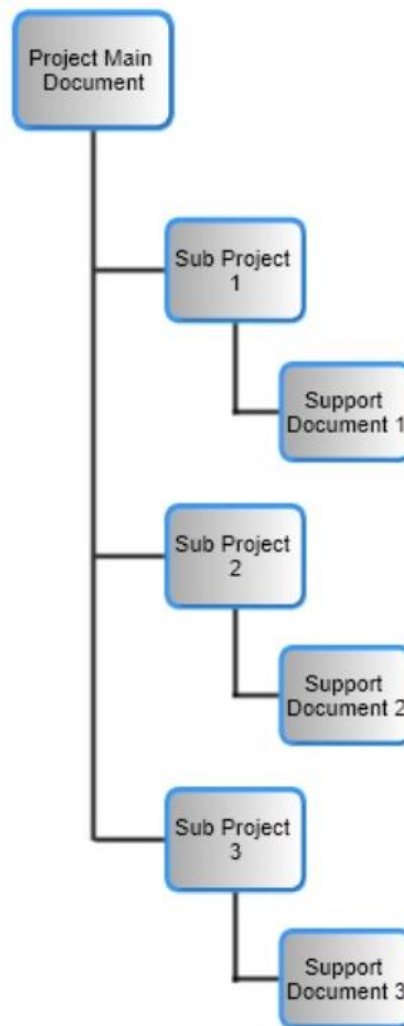 Project Main
Document
Sub Project
1
Support
Document 1
Sub Project
2
Support
Document 2
Sub Project
3
Support
Document 3